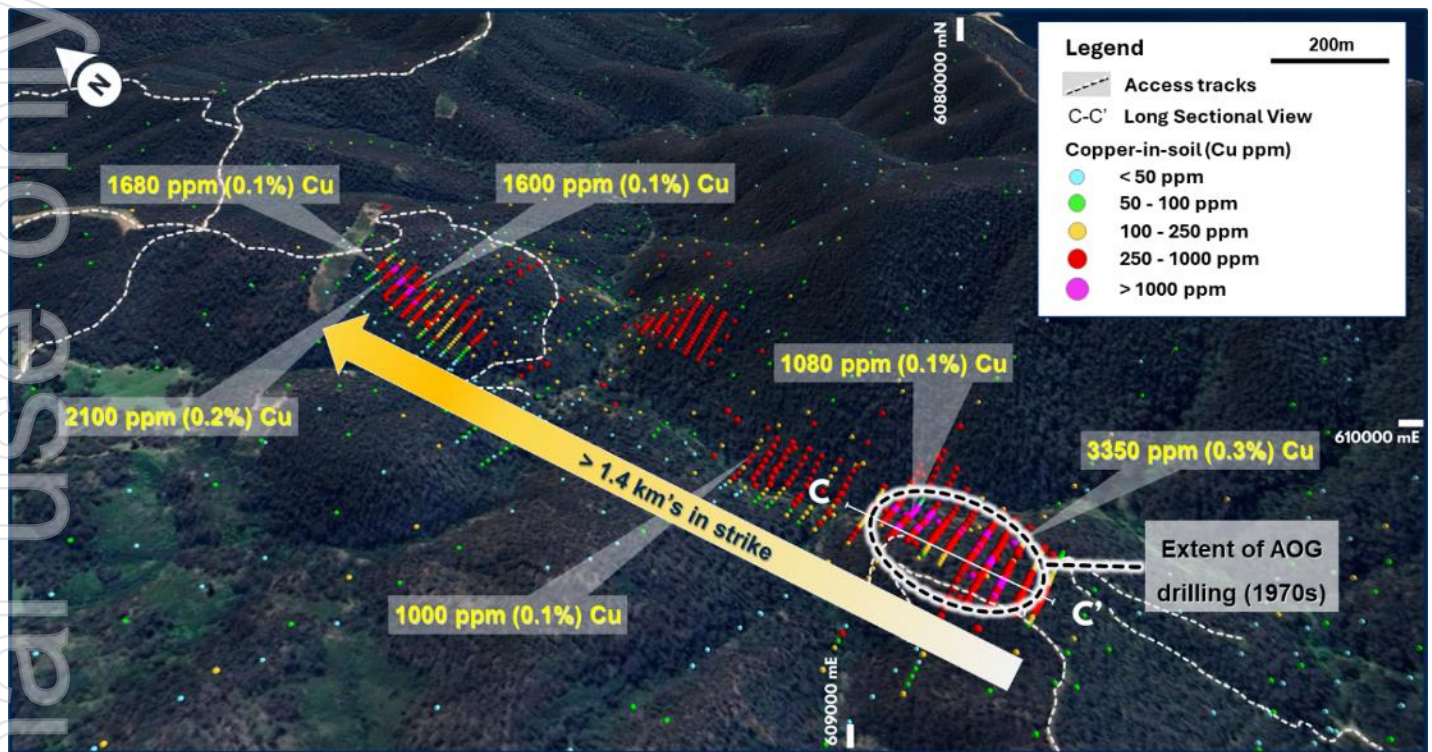 Legend
200m
Access tracks
C-C' Long Sectional View
Copper-in-soil (Cu ppm)
< 50 ppm
50 - 100 ppm
100 - 250 ppm
250 - 1000 ppm
> 1000 ppm
N
6080000 mN
1680 ppm (0.1%) Cu
1600 ppm (0.1%) Cu
1080 ppm (0.1%) Cu
2100 ppm (0.2%) Cu
610000 mE
3350 ppm (0.3%) Cu
> 1.4 km's in strike
C
Extent of AOG
drilling (1970s)
1000 ppm (0.1%) Cu
C'
609000 mE
nal use only